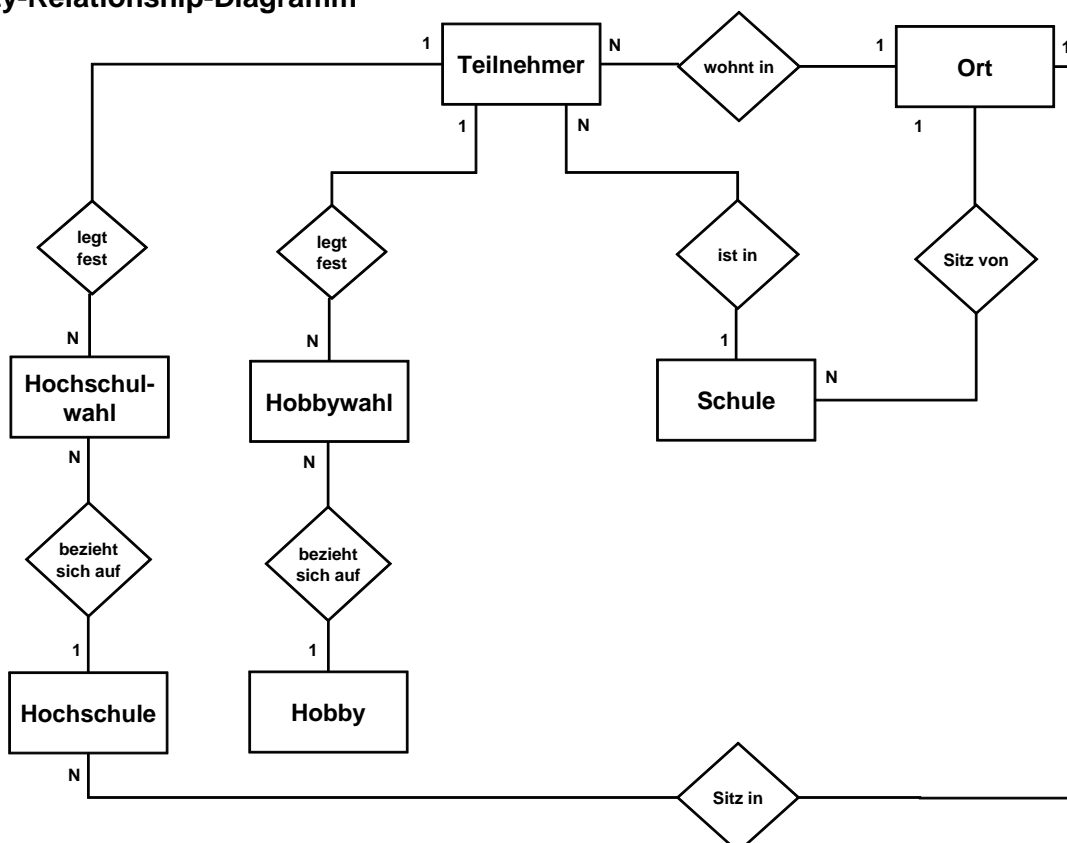 y-Relationship-Diagramm
1
Teilnehmer
N
wohnt in
1
Ort
1
1
N
1
legt
fest
legt
fest
ist in
Sitz von
N
N
1
N
Hochschul-
wahl
Hobbywahl
Schule
N
N
bezieht
sich auf
bezieht
sich auf
1
1
Hochschule
Hobby
N
Sitz in